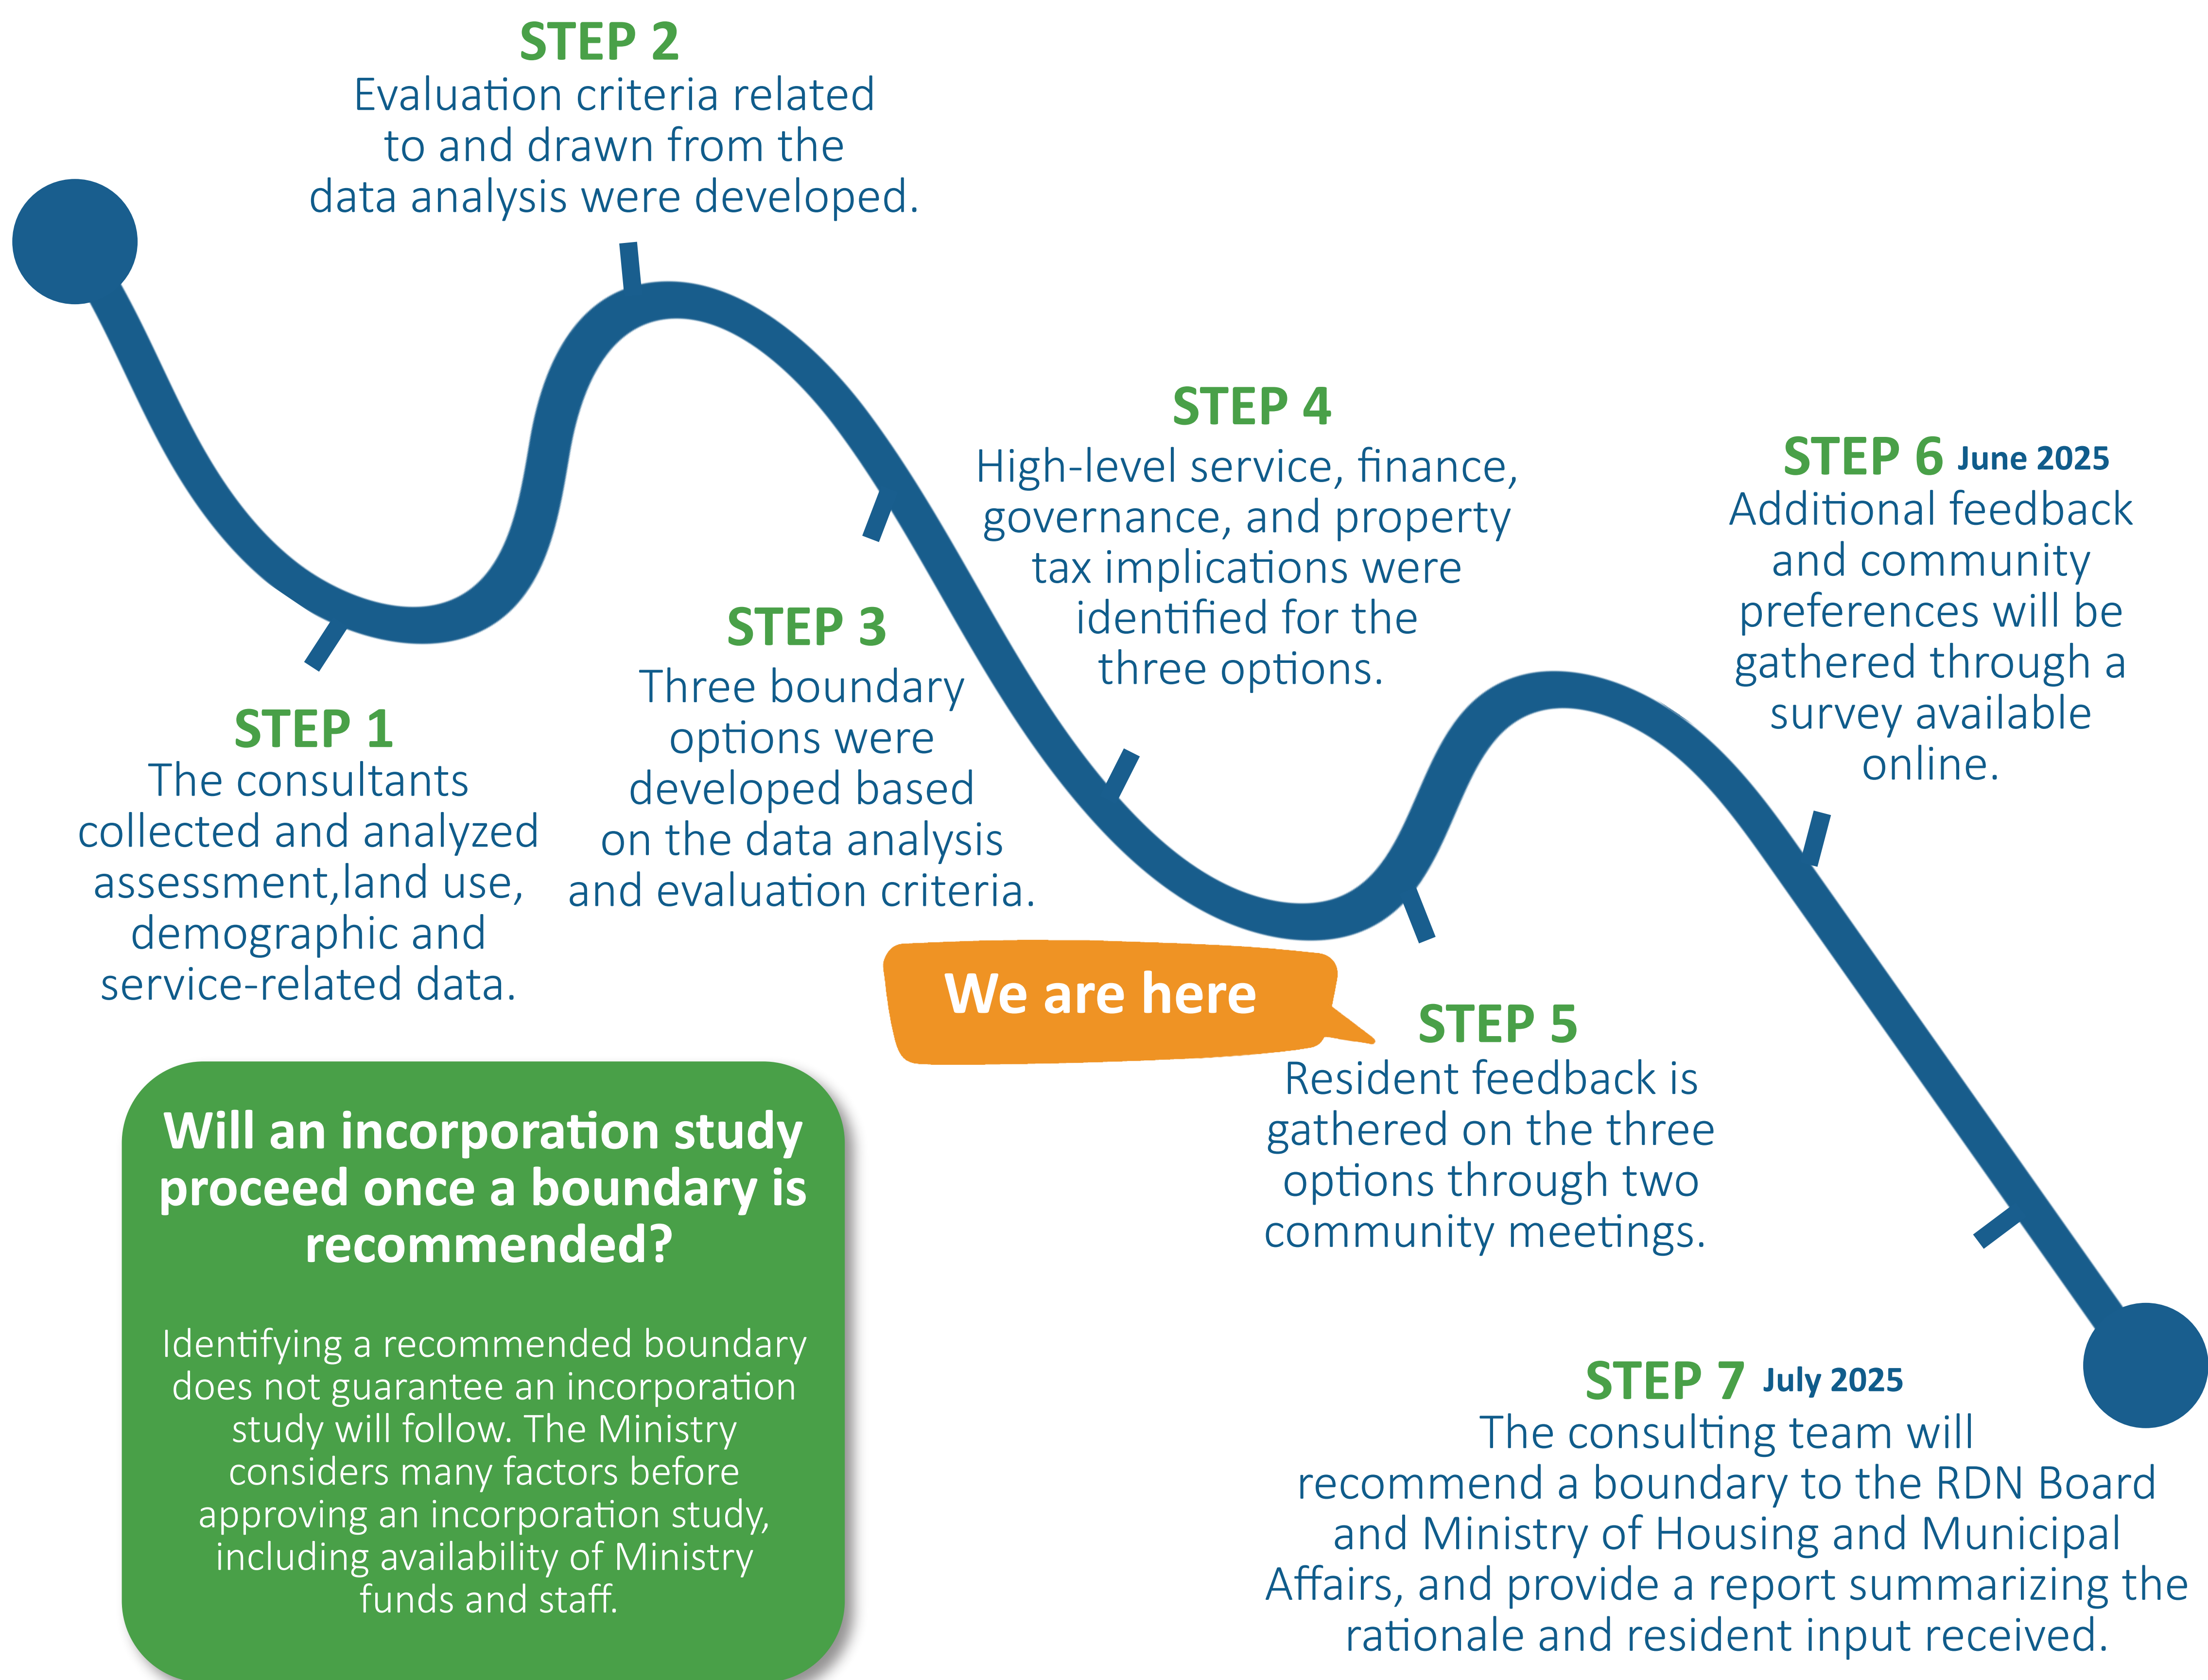 STEP 2
Evaluation criteria related
to and drawn from the
data analysis were developed.
STEP 4
High-level service, finance,
governance, and property
tax implications were
identified for the
three options.
STEP 6 June 2025
Additional feedback
and community
preferences will be
gathered through a
survey available
online.
STEP 3
Three boundary
options were
developed based
on the data analysis
and evaluation criteria.
STEP 1
The consultants
collected and analyzed
assessment,land use,
demographic and
service-related data.
We are here
STEP 5
Resident feedback is
gathered on the three
options through two
community meetings.
Will an incorporation study
proceed once a boundary is
recommended?
Identifying a recommended boundary
does not guarantee an incorporation
study will follow. The Ministry
considers many factors before
approving an incorporation study,
including availability of Ministry
funds and staff.
STEP 7 July 2025
The consulting team will
recommend a boundary to the RDN Board
and Ministry of Housing and Municipal
Affairs, and provide a report summarizing the
rationale and resident input received.